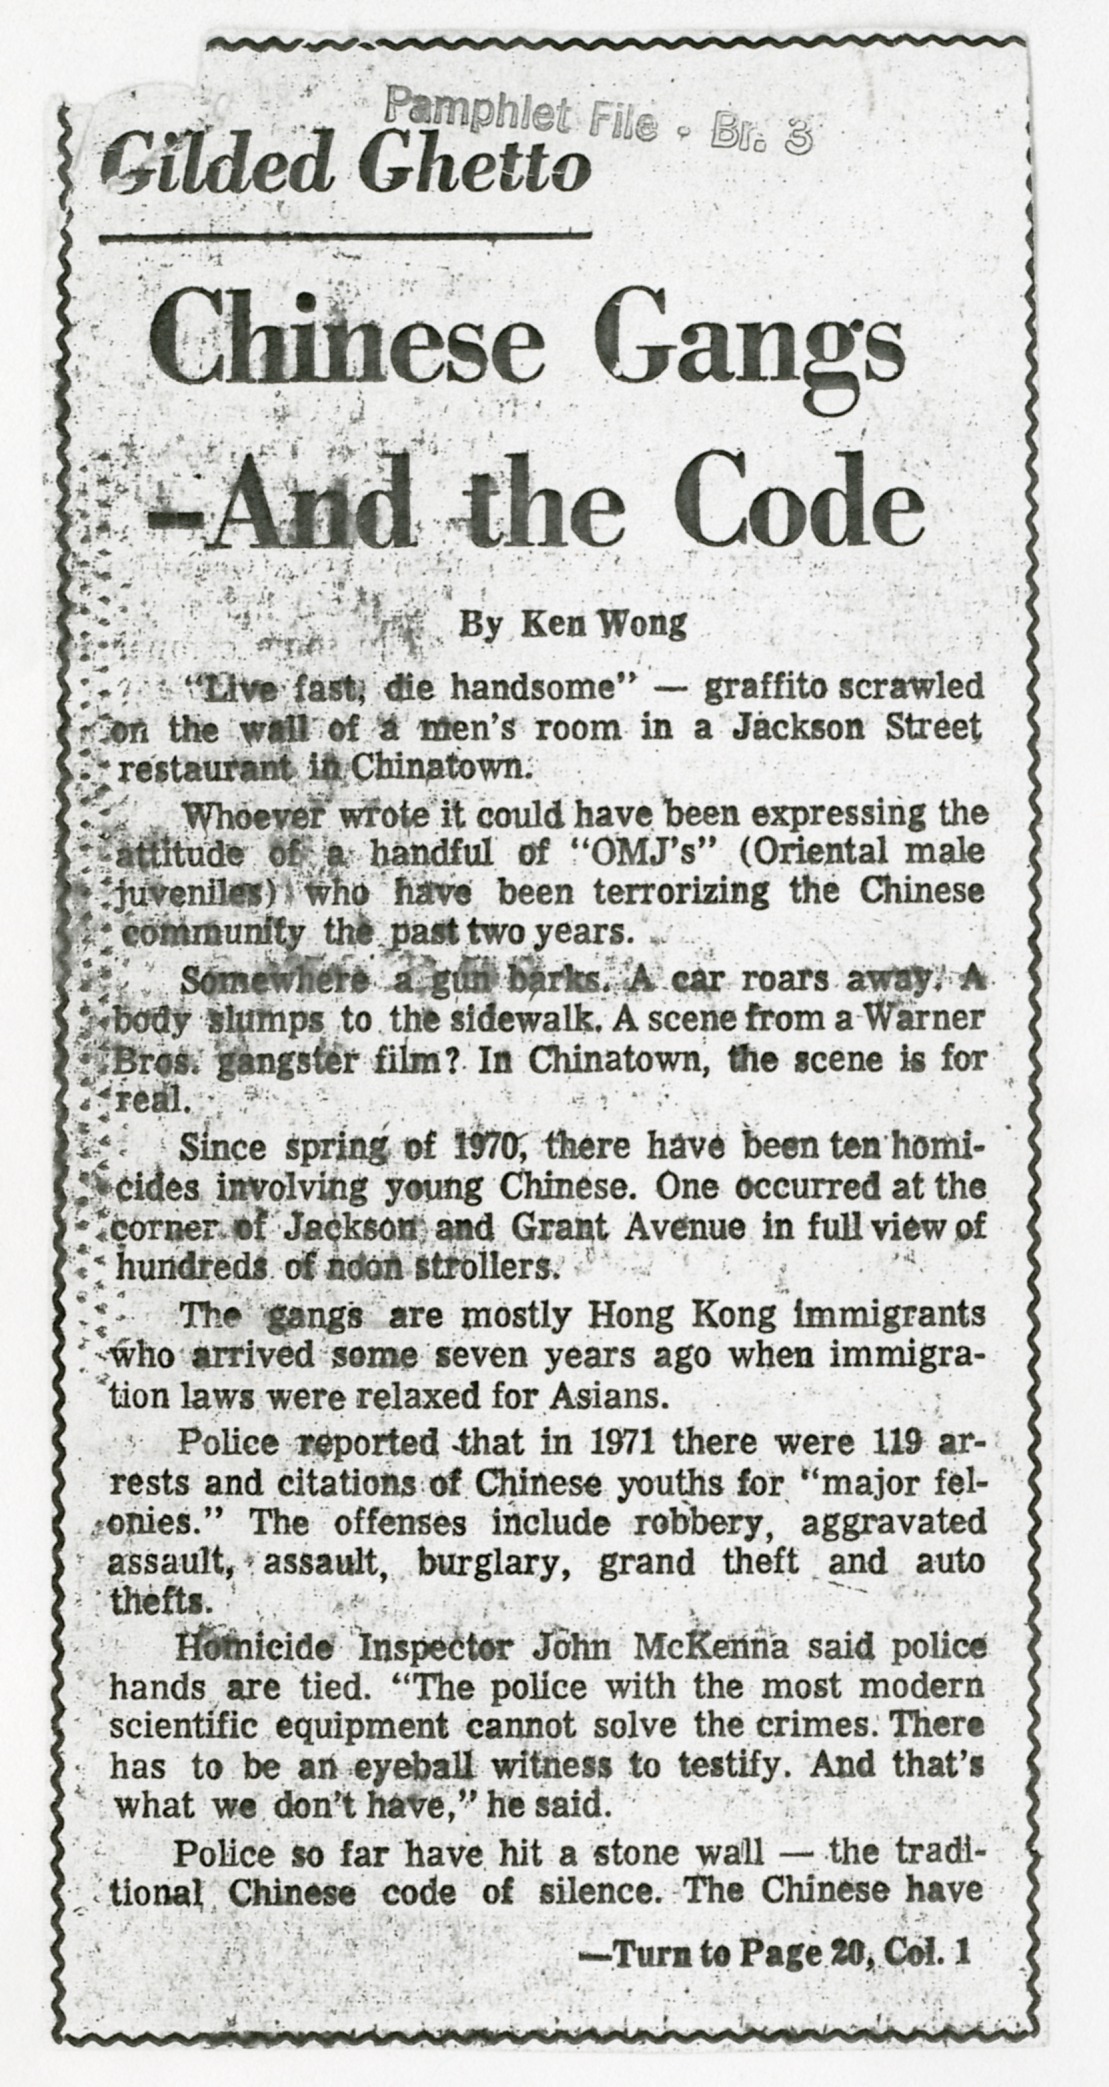 Pamphlet File - Br. 3
Gilded Ghetto
Chinese Gangs
—And the Code
By Ken Wong
"Live fast, die handsome" — graffito scrawled
on the wall of a men's room in a Jackson Street
restaurant in Chinatown.
Whoever wrote it could have been expressing the
attitude of a handful of "OMJ's" (Oriental male
juveniles) who have been terrorizing the Chinese
community the past two years.
Somewhere a gun barks. A car roars away. A
body slumps to the sidewalk. A scene from a Warner
Bros. gangster film? In Chinatown, the scene is for
real.
Since spring of 1970, there have been ten homi-
cides involving young Chinese. One occurred at the
corner of Jackson and Grant Avenue in full view of
hundreds of noon strollers.
The gangs are mostly Hong Kong immigrants
who arrived some seven years ago when immigra-
tion laws were relaxed for Asians.
Police reported that in 1971 there were 119 ar-
rests and citations of Chinese youths for "major fel-
onies." The offenses include robbery, aggravated
assault, assault, burglary, grand theft and auto
thefts.
Homicide Inspector John McKenna said police
hands are tied. "The police with the most modern
scientific equipment cannot solve the crimes. There
has to be an eyeball witness to testify. And that's
what we don't have," he said.
Police so far have hit a stone wall — the tradi-
tional Chinese code of silence. The Chinese have
—Turn to Page 20, Col. 1